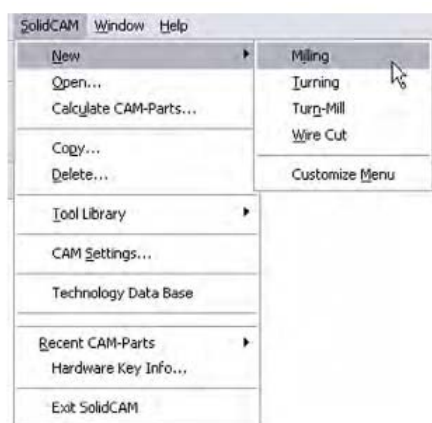 SolidCAM Window Help
New
Open...
Calculate CAM-Parts...
Copy...
Delete...
Tool Library
CAM Settings...
Technology Data Base
Recent CAM-Parts
Hardware Key Info...
Exit SolidCAM
Milling
Turning
Turn-Mill
Wire Cut
Customize Menu